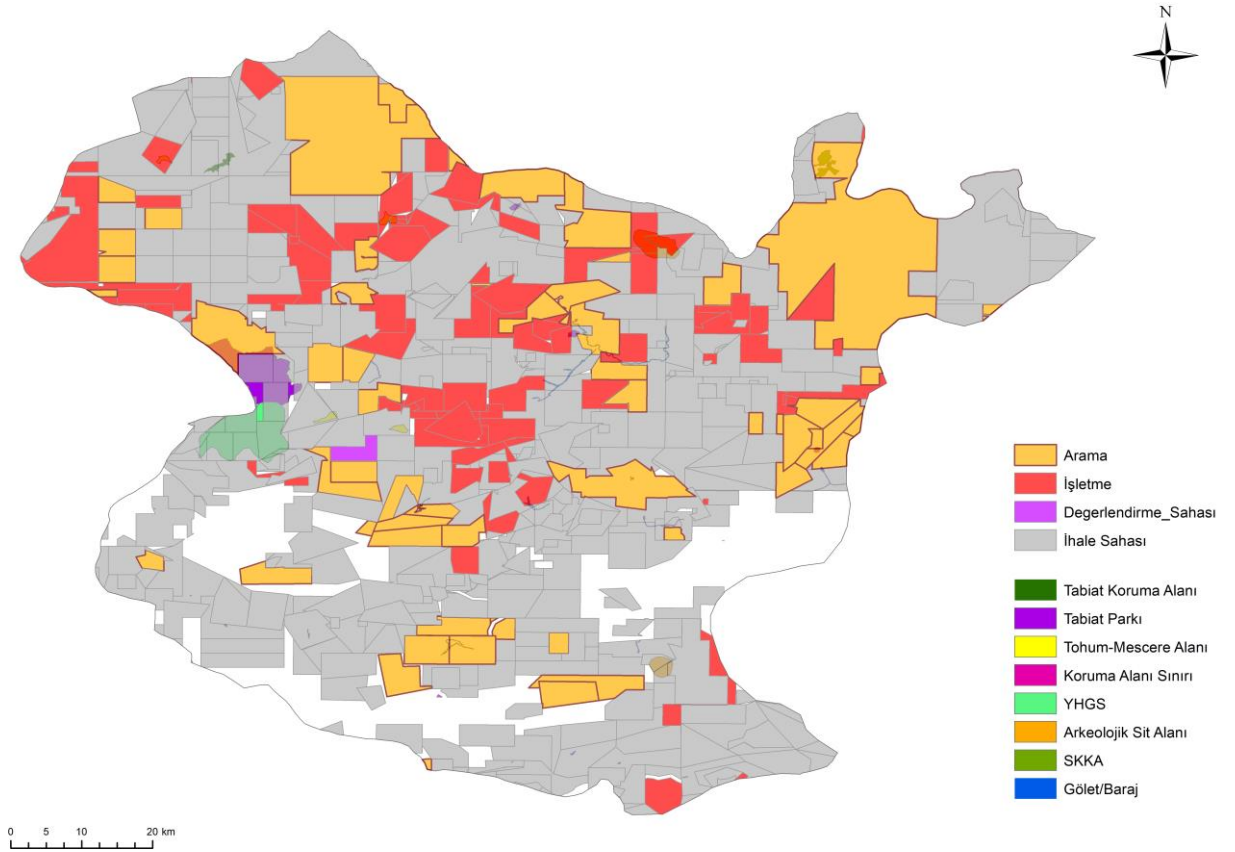 N
Arama
İşletme
Degerlendirme_Sahası
İhale Sahası
Tabiat Koruma Alanı
Tabiat Parkı
Tohum-Mescere Alanı
Koruma Alanı Sınırı
YHGS
Arkeolojik Sit Alanı
SKKA
Gölet/Baraj
0 5 10 20 km